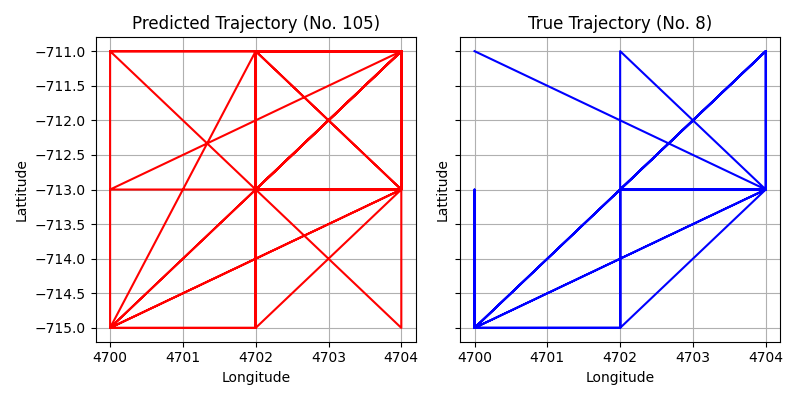 Predicted Trajectory (No. 105)
True Trajectory (No. 8)
−711.0
−711.5
−712.0
−712.5
−713.0
−713.5
−714.0
−714.5
−715.0
Lattitude
Lattitude
4700 4701 4702 4703 4704
4700 4701 4702 4703 4704
Longitude
Longitude